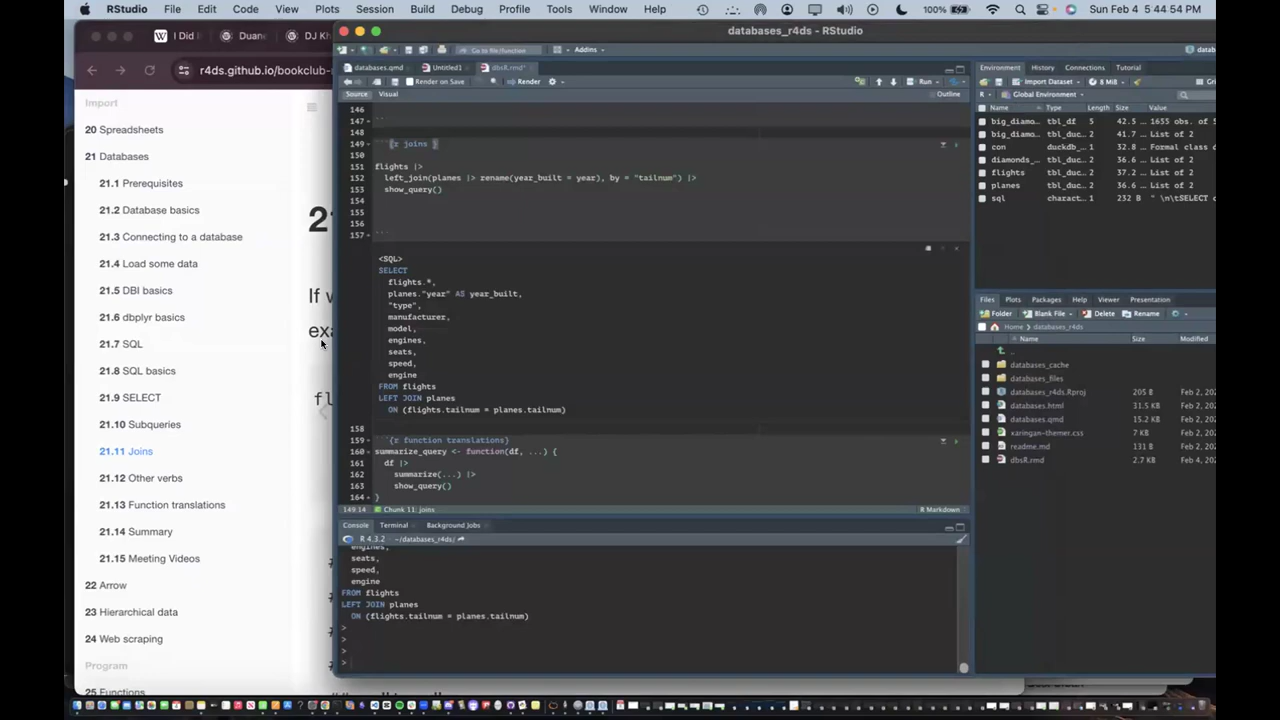 RStudio File Edit Code View Plots Session Build Debug Profile Tools Window Help 100% Sun Feb 4 5:44:54 PM
I Did Duane DJ Kh
r4ds.github.io/bookclub-
Import
20 Spreadsheets
21 Databases
21.1 Prerequisites
21.2 Database basics
21.3 Connecting to a database
21.4 Load some data
21.5 DBI basics
21.6 dbplyr basics
21.7 SQL
21.8 SQL basics
21.9 SELECT
21.10 Subqueries
21.11 Joins
21.12 Other verbs
21.13 Function translations
21.14 Summary
21.15 Meeting Videos
22 Arrow
23 Hierarchical data
24 Web scraping
Program
25 Functions
2
If w
exa
fl
databases_r4ds - RStudio
Go to file/function Addins
databases.qmd Untitled1 dbsR.rmd*
Render on Save Render Run
Source Visual Outline
146
147 ```
148
149 ```{r joins }
150
151 flights |>
152 left_join(planes |> rename(year_built = year), by = "tailnum") |>
153 show_query()
154
155
156
157 ```
<SQL>
SELECT
flights.*,
planes."year" AS year_built,
"type",
manufacturer,
model,
engines,
seats,
speed,
engine
FROM flights
LEFT JOIN planes
ON (flights.tailnum = planes.tailnum)
158
159 ```{r function translations}
160 summarize_query <- function(df, ...) {
161 df |>
162 summarize(...) |>
163 show_query()
164 }
149:14 Chunk 11: joins R Markdown
Console Terminal Background Jobs
R 4.3.2 · ~/databases_r4ds/
engines,
seats,
speed,
engine
FROM flights
LEFT JOIN planes
ON (flights.tailnum = planes.tailnum)
>
>
>
>
Environment History Connections Tutorial
Import Dataset 8 MiB
R Global Environment
Name Type Length Size Value
big_diamo… tbl_df 5 42.5 … 1655 obs. of 5
big_diamo… tbl_duc… 2 41.7 … List of 2
con duckdb_… 1 32.8 … Formal class d
diamonds_… tbl_duc… 2 36.6 … List of 2
flights tbl_duc… 2 37.2 … List of 2
planes tbl_duc… 2 36.6 … List of 2
sql charact… 1 232 B " \n\tSELECT c
Files Plots Packages Help Viewer Presentation
Folder Blank File Delete Rename
Home databases_r4ds
Name Size Modified
..
databases_cache
databases_files
databases_r4ds.Rproj 205 B Feb 2, 20
databases.html 31.5 KB Feb 2, 20
databases.qmd 15.2 KB Feb 2, 20
xaringan-themer.css 7 KB Feb 2, 20
readme.md 131 B Feb 2, 20
dbsR.rmd 2.7 KB Feb 4, 20